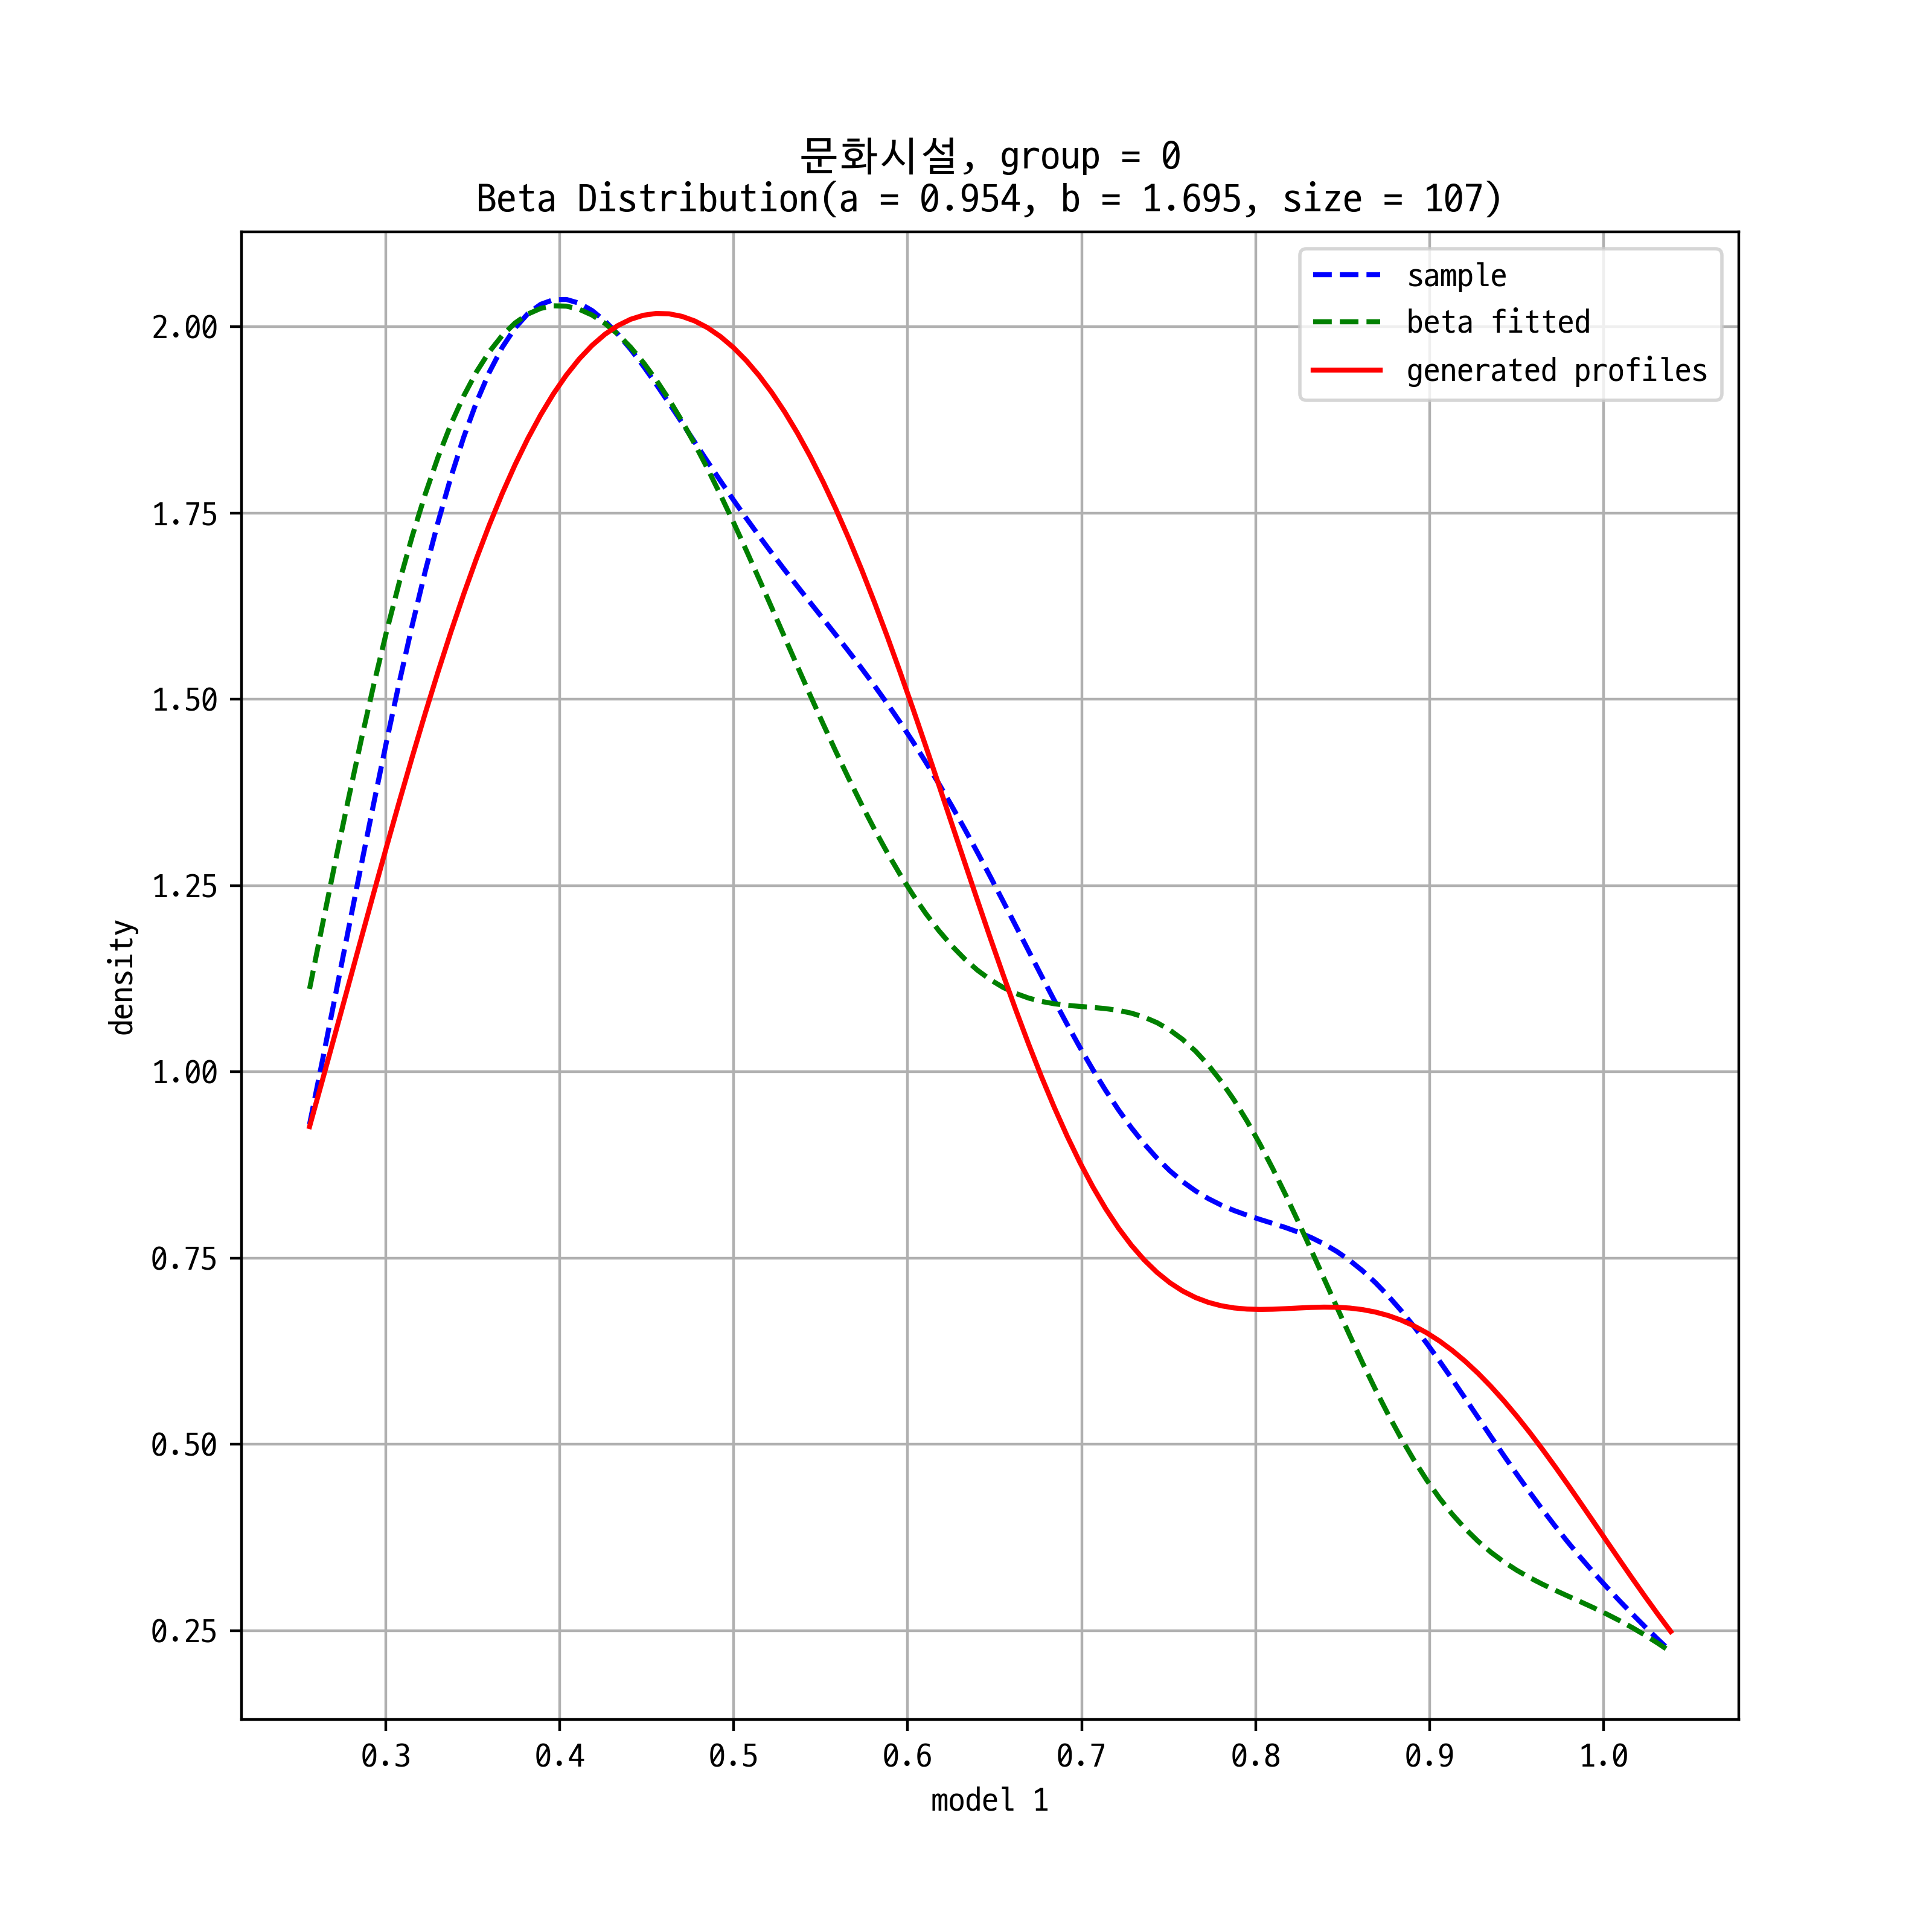 문화시설, group = 0
Beta Distribution(a = 0.954, b = 1.695, size = 107)
sample
beta fitted
generated profiles
2.00
1.75
1.50
1.25
1.00
0.75
0.50
0.25
density
0.3 0.4 0.5 0.6 0.7 0.8 0.9 1.0
model 1